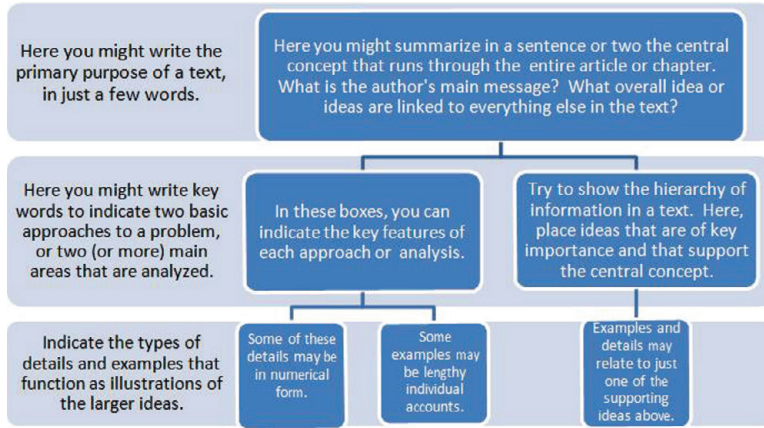 Here you might write the
primary purpose of a text,
in just a few words.
Here you might summarize in a sentence or two the central
concept that runs through the entire article or chapter.
What is the author's main message? What overall idea or
ideas are linked to everything else in the text?
Here you might write key
words to indicate two basic
approaches to a problem,
or two (or more) main
areas that are analyzed.
In these boxes, you can
indicate the key features of
each approach or analysis.
Try to show the hierarchy of
information in a text. Here,
place ideas that are of key
importance and that support
the central concept.
Indicate the types of
details and examples that
function as illustrations of
the larger ideas.
Some of these
details may be
in numerical
form.
Some
examples may
be lengthy
individual
accounts.
Examples and
details may
relate to just
one of the
supporting
ideas above.